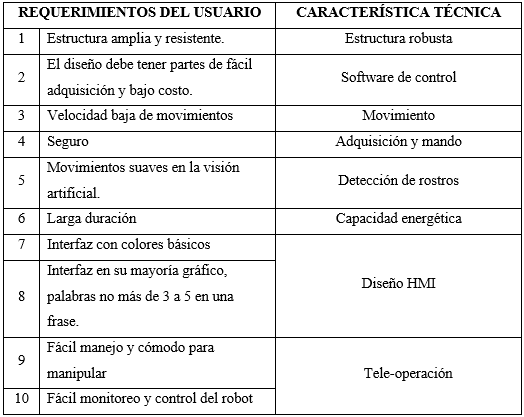 REQUERIMIENTOS DEL USUARIO CARACTERÍSTICA TÉCNICA
1 Estructura amplia y resistente. Estructura robusta
2 El diseño debe tener partes de fácil
adquisición y bajo costo. Software de control
3 Velocidad baja de movimientos Movimiento
4 Seguro Adquisición y mando
5 Movimientos suaves en la visión
artificial. Detección de rostros
6 Larga duración Capacidad energética
7 Interfaz con colores básicos
8 Interfaz en su mayoría gráfico,
palabras no más de 3 a 5 en una
frase.
Diseño HMI
9 Fácil manejo y cómodo para
manipular
10 Fácil monitoreo y control del robot
Tele-operación